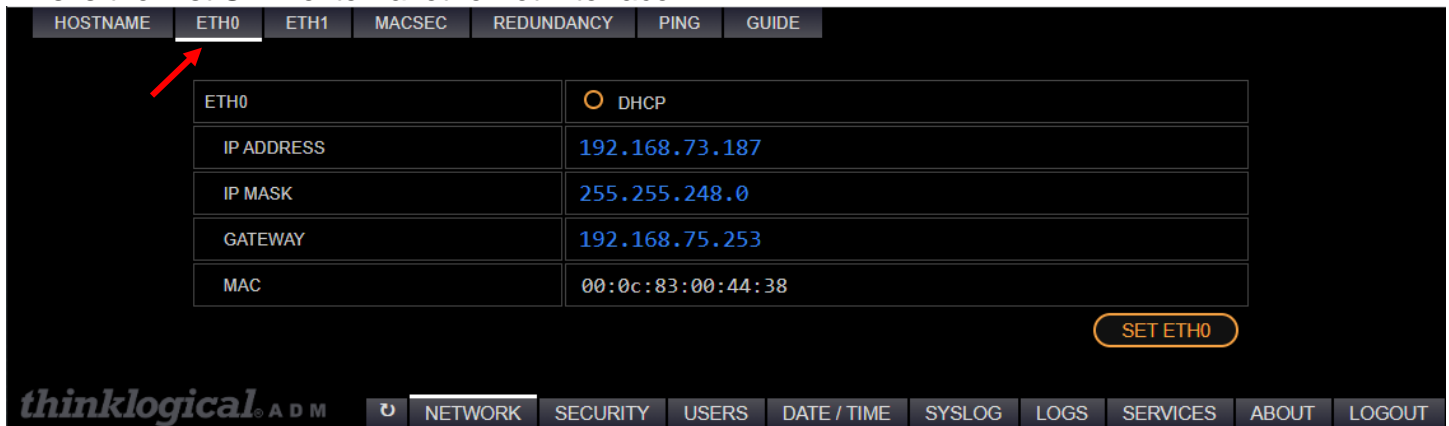 HOSTNAME ETH0 ETH1 MACSEC REDUNDANCY PING GUIDE
ETH0 DHCP
IP ADDRESS 192.168.73.187
IP MASK 255.255.248.0
GATEWAY 192.168.75.253
MAC 00:0c:83:00:44:38
SET ETH0
thinklogical® ADM ↻ NETWORK SECURITY USERS DATE / TIME SYSLOG LOGS SERVICES ABOUT LOGOUT